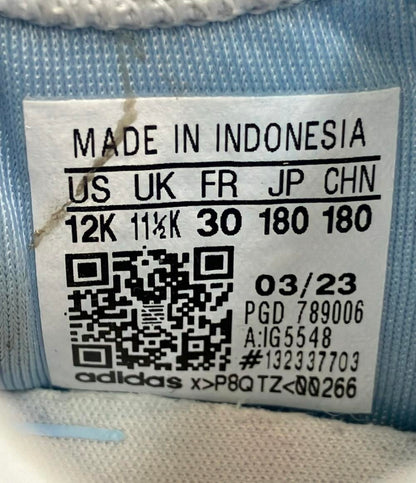 MADE IN INDONESIA
US UK FR JP CHN
12K 11½K 30 180 180
03/23
PGD 789006
A:IG5548
#132337703
adidas x>P8QTZ<00266